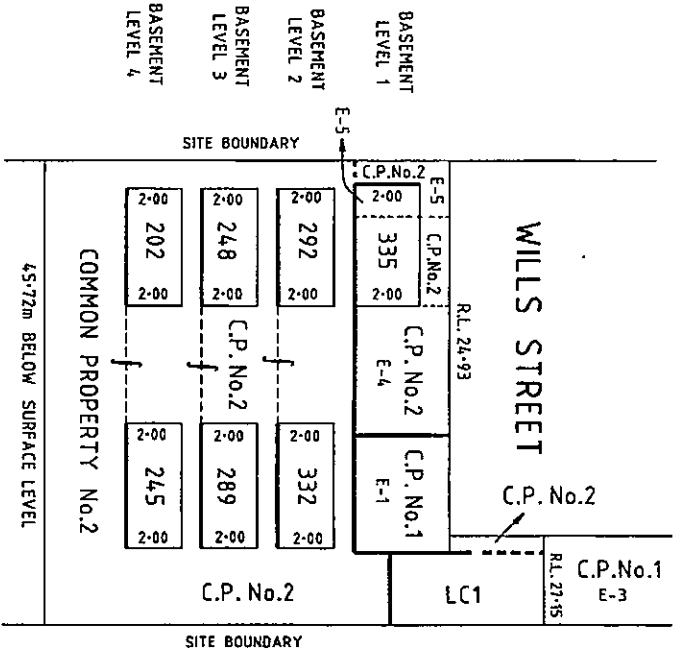 BASEMENT
LEVEL 1
BASEMENT
LEVEL 2
BASEMENT
LEVEL 3
BASEMENT
LEVEL 4
SITE BOUNDARY
E-5
C.P.No.2
E-5
C.P.No.2
WILLS STREET
R.L. 24·93
2·00
335
2·00
C.P. No.2
E-4
C.P. No.1
E-1
C.P. No.2
R.L. 27·15
C.P.No.1
E-3
LC1
2·00
292
2·00
2·00
332
2·00
2·00
248
2·00
C.P. No.2
2·00
289
2·00
2·00
202
2·00
2·00
245
2·00
COMMON PROPERTY No.2
C.P. No.2
45·72m BELOW SURFACE LEVEL
SITE BOUNDARY